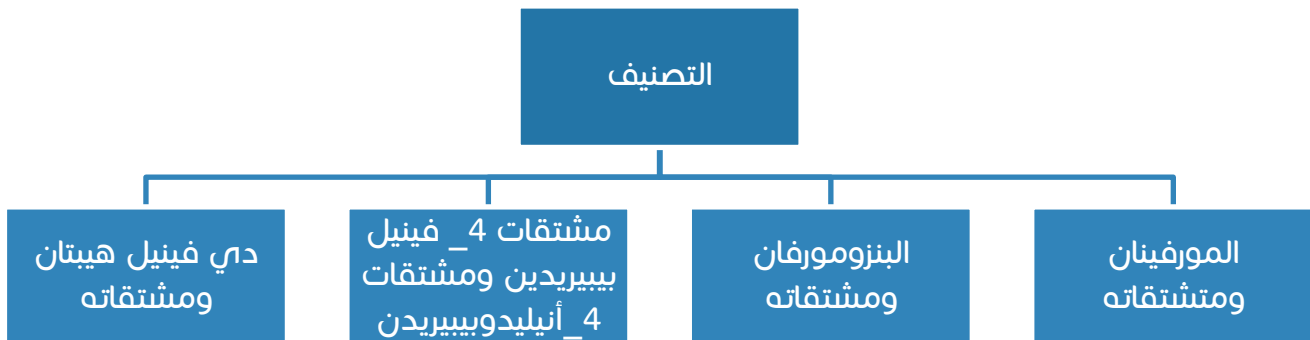 التصنيف
المورفينان
ومتشتقاته
البنزومورفان
ومشتقاته
مشتقات 4_ فينيل
بيبيريدين ومشتقات
4_أنيليدوبيبيريدن
دي فينيل هيبتان
ومشتقاته